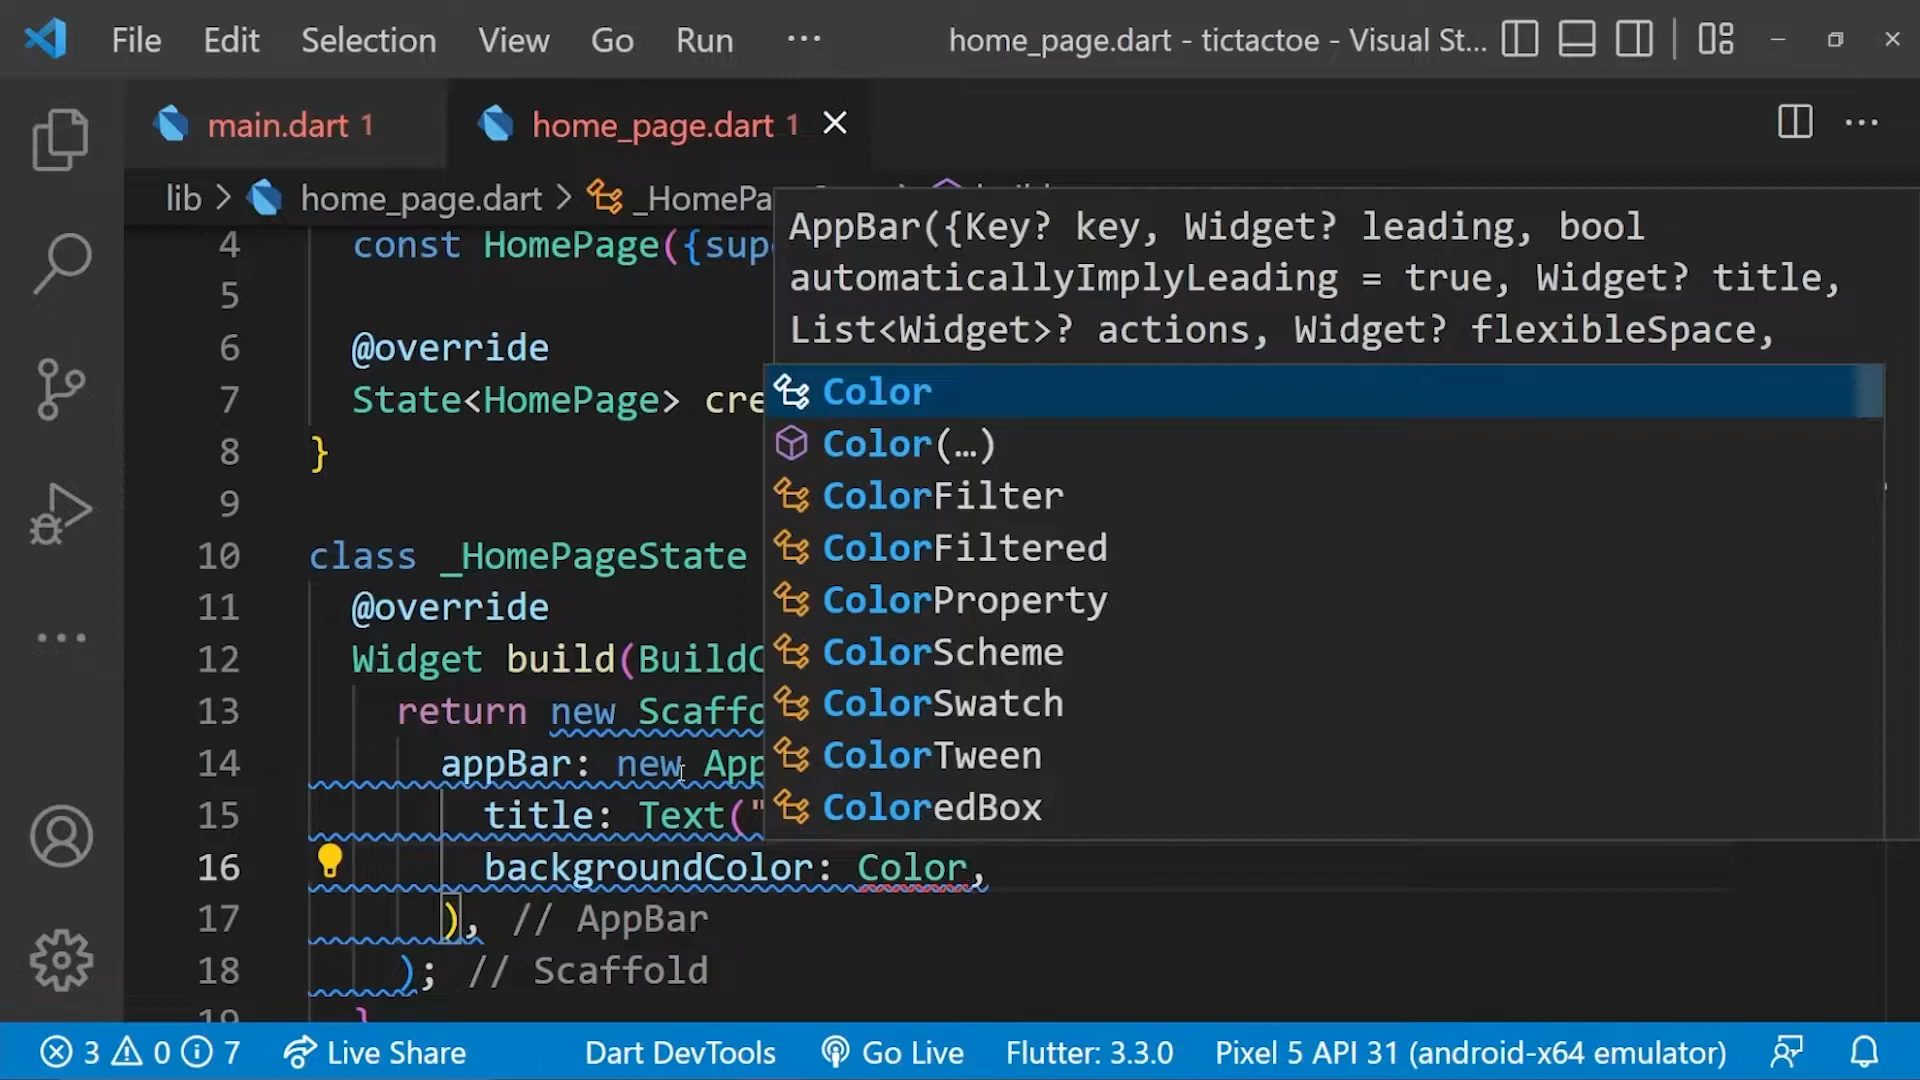 File Edit Selection View Go Run ··· home_page.dart - tictactoe - Visual St...
main.dart 1 home_page.dart 1
lib > home_page.dart > _HomePa
4 const HomePage({sup
5
6 @override
7 State<HomePage> cre
8 }
9
10 class _HomePageState
11 @override
12 Widget build(BuildC
13 return new Scaffo
14 appBar: new App
15 title: Text("
16 backgroundColor: Color,
17 ), // AppBar
18 ); // Scaffold
19 }
AppBar({Key? key, Widget? leading, bool
automaticallyImplyLeading = true, Widget? title,
List<Widget>? actions, Widget? flexibleSpace,
Color
Color(…)
ColorFilter
ColorFiltered
ColorProperty
ColorScheme
ColorSwatch
ColorTween
ColoredBox
3 0 7 Live Share Dart DevTools Go Live Flutter: 3.3.0 Pixel 5 API 31 (android-x64 emulator)